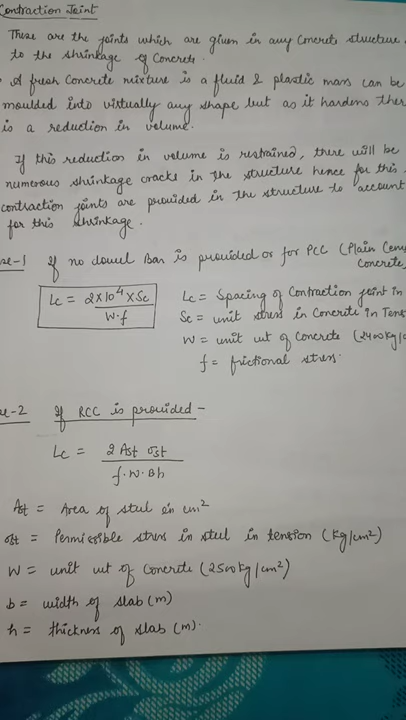 Contraction Joint
These are the joints which are given in any concrete structure
to the shrinkage of concrete.
A fresh concrete mixture is a fluid & plastic mass can be
moulded into virtually any shape but as it hardens ther
is a reduction in volume.
If this reduction in volume is restrained, there will be
numerous shrinkage cracks in the structure hence for this
contraction joints are provided in the structure to account
for this shrinkage.
se-1 If no dowel Bar is provided or for PCC (Plain Cem
Concrete,
Lc = 2×10⁴×Sc / W·f
Lc = Spacing of Contraction joint in
Sc = unit stress in Concrete in Tens
W = unit wt of Concrete (2400kg/c
f = frictional stress.
se-2 If RCC is provided -
Lc = 2 Ast σst / f·W·Bh
Ast = Area of steel in cm²
σst = Permissible stress in steel in tension (kg/cm²)
W = unit wt of Concrete (2500kg/cm²)
b = width of slab (m)
h = thickness of slab (m).